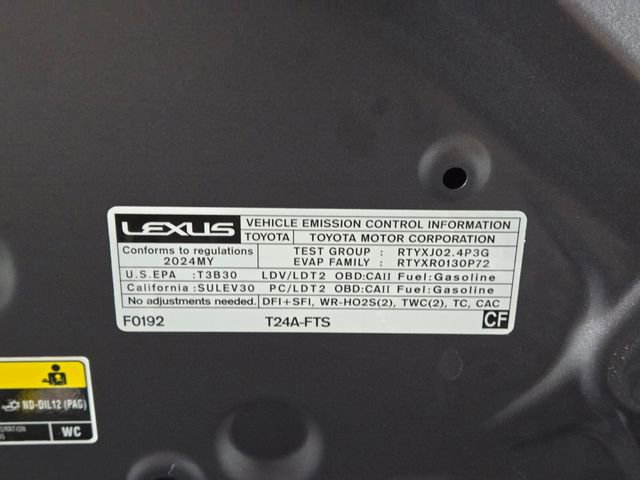 LEXUS VEHICLE EMISSION CONTROL INFORMATION
TOYOTA TOYOTA MOTOR CORPORATION
Conforms to regulations 2024MY
TEST GROUP : RTYXJ02.4P3G
EVAP FAMILY : RTYXR0130P72
U.S.EPA : T3B30 LDV/LDT2 OBD:CAII Fuel:Gasoline
California : SULEV30 PC/LDT2 OBD:CAII Fuel:Gasoline
No adjustments needed. DFI+SFI, WR-HO2S(2), TWC(2), TC, CAC
F0192 T24A-FTS CF
ND-OIL12 (PAG)
WC